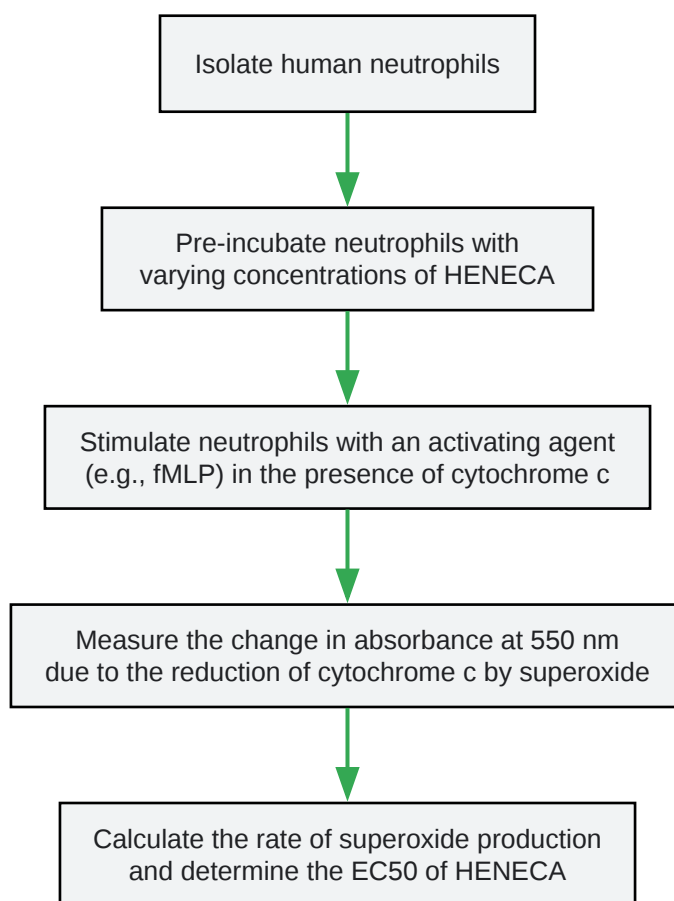 Isolate human neutrophils
Pre-incubate neutrophils with
varying concentrations of HENECA
Stimulate neutrophils with an activating agent
(e.g., fMLP) in the presence of cytochrome c
Measure the change in absorbance at 550 nm
due to the reduction of cytochrome c by superoxide
Calculate the rate of superoxide production
and determine the EC50 of HENECA